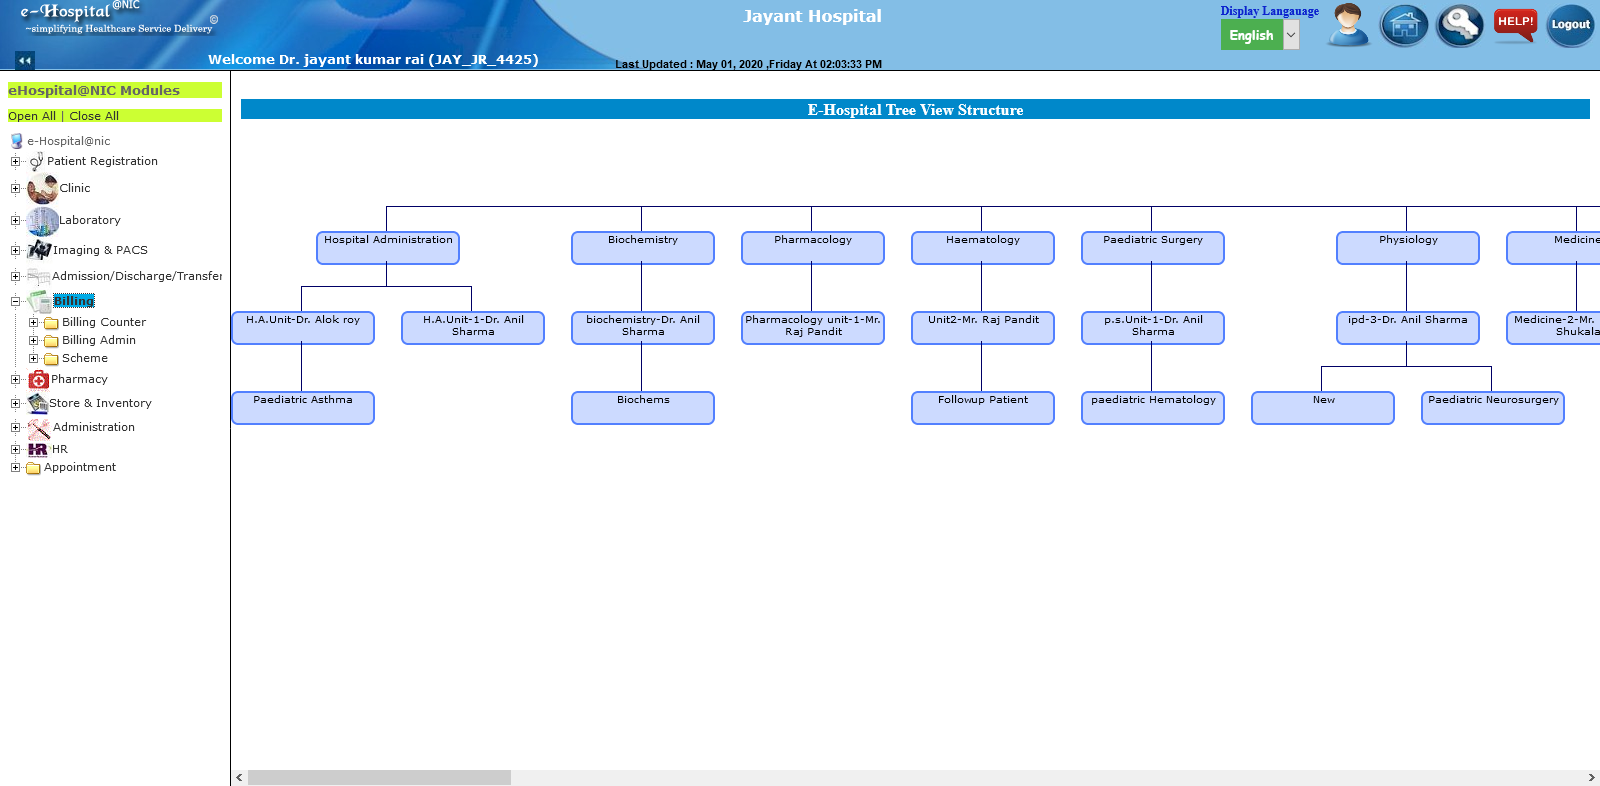 e-Hospital @NIC ©
~simplifying Healthcare Service Delivery
Jayant Hospital
Display Langauage
English
HELP!
Logout
Welcome Dr. jayant kumar rai (JAY_JR_4425)
Last Updated : May 01, 2020 ,Friday At 02:03:33 PM
eHospital@NIC Modules
Open All | Close All
e-Hospital@nic
Patient Registration
Clinic
Laboratory
Imaging & PACS
Admission/Discharge/Transfer
Billing
Billing Counter
Billing Admin
Scheme
Pharmacy
Store & Inventory
Administration
HR HR
Appointment
E-Hospital Tree View Structure
Hospital Administration
Biochemistry
Pharmacology
Haematology
Paediatric Surgery
Physiology
Medicine
H.A.Unit-Dr. Alok roy
H.A.Unit-1-Dr. Anil
Sharma
biochemistry-Dr. Anil
Sharma
Pharmacology unit-1-Mr.
Raj Pandit
Unit2-Mr. Raj Pandit
p.s.Unit-1-Dr. Anil
Sharma
ipd-3-Dr. Anil Sharma
Medicine-2-Mr.
Shukala
Paediatric Asthma
Biochems
Followup Patient
paediatric Hematology
New
Paediatric Neurosurgery